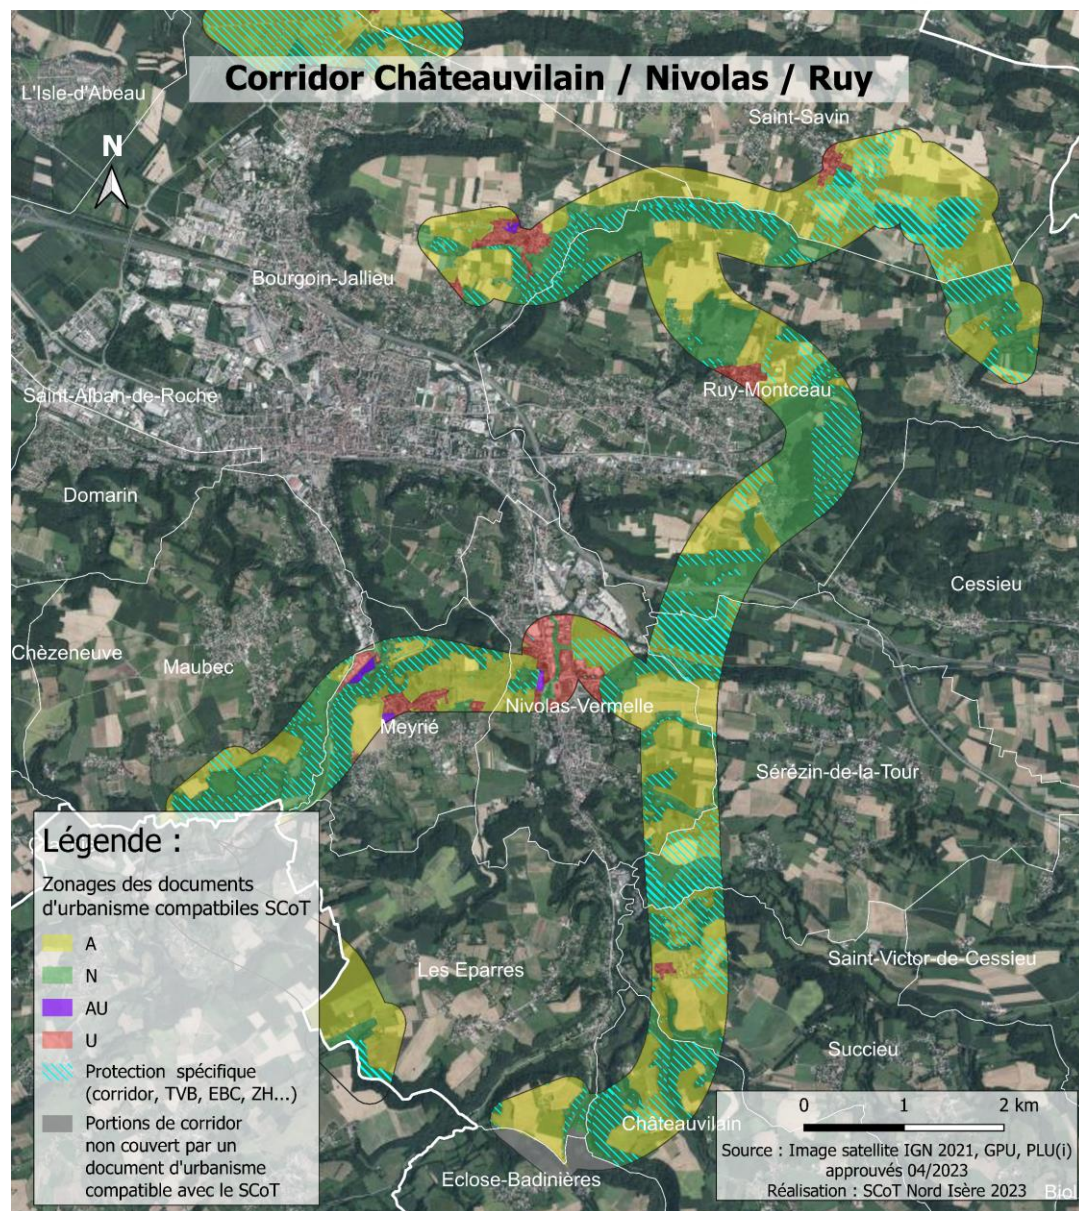 Corridor Châteauvilain / Nivolas / Ruy
L'Isle-d'Abeau
Saint-Savin
N
Bourgoin-Jallieu
Saint-Alban-de-Roche
Ruy-Montceau
Domarin
Cessieu
Chèzeneuve
Maubec
Nivolas-Vermelle
Meyrié
Sérézin-de-la-Tour
Légende :
Zonages des documents
d'urbanisme compatbiles SCoT
A
N
AU
U
Protection spécifique
(corridor, TVB, EBC, ZH...)
Portions de corridor
non couvert par un
document d'urbanisme
compatible avec le SCoT
Les Eparres
Saint-Victor-de-Cessieu
Succieu
Châteauvilain
Eclose-Badinières
0 1 2 km
Source : Image satellite IGN 2021, GPU, PLU(i)
approuvés 04/2023
Réalisation : SCoT Nord Isère 2023
Biol